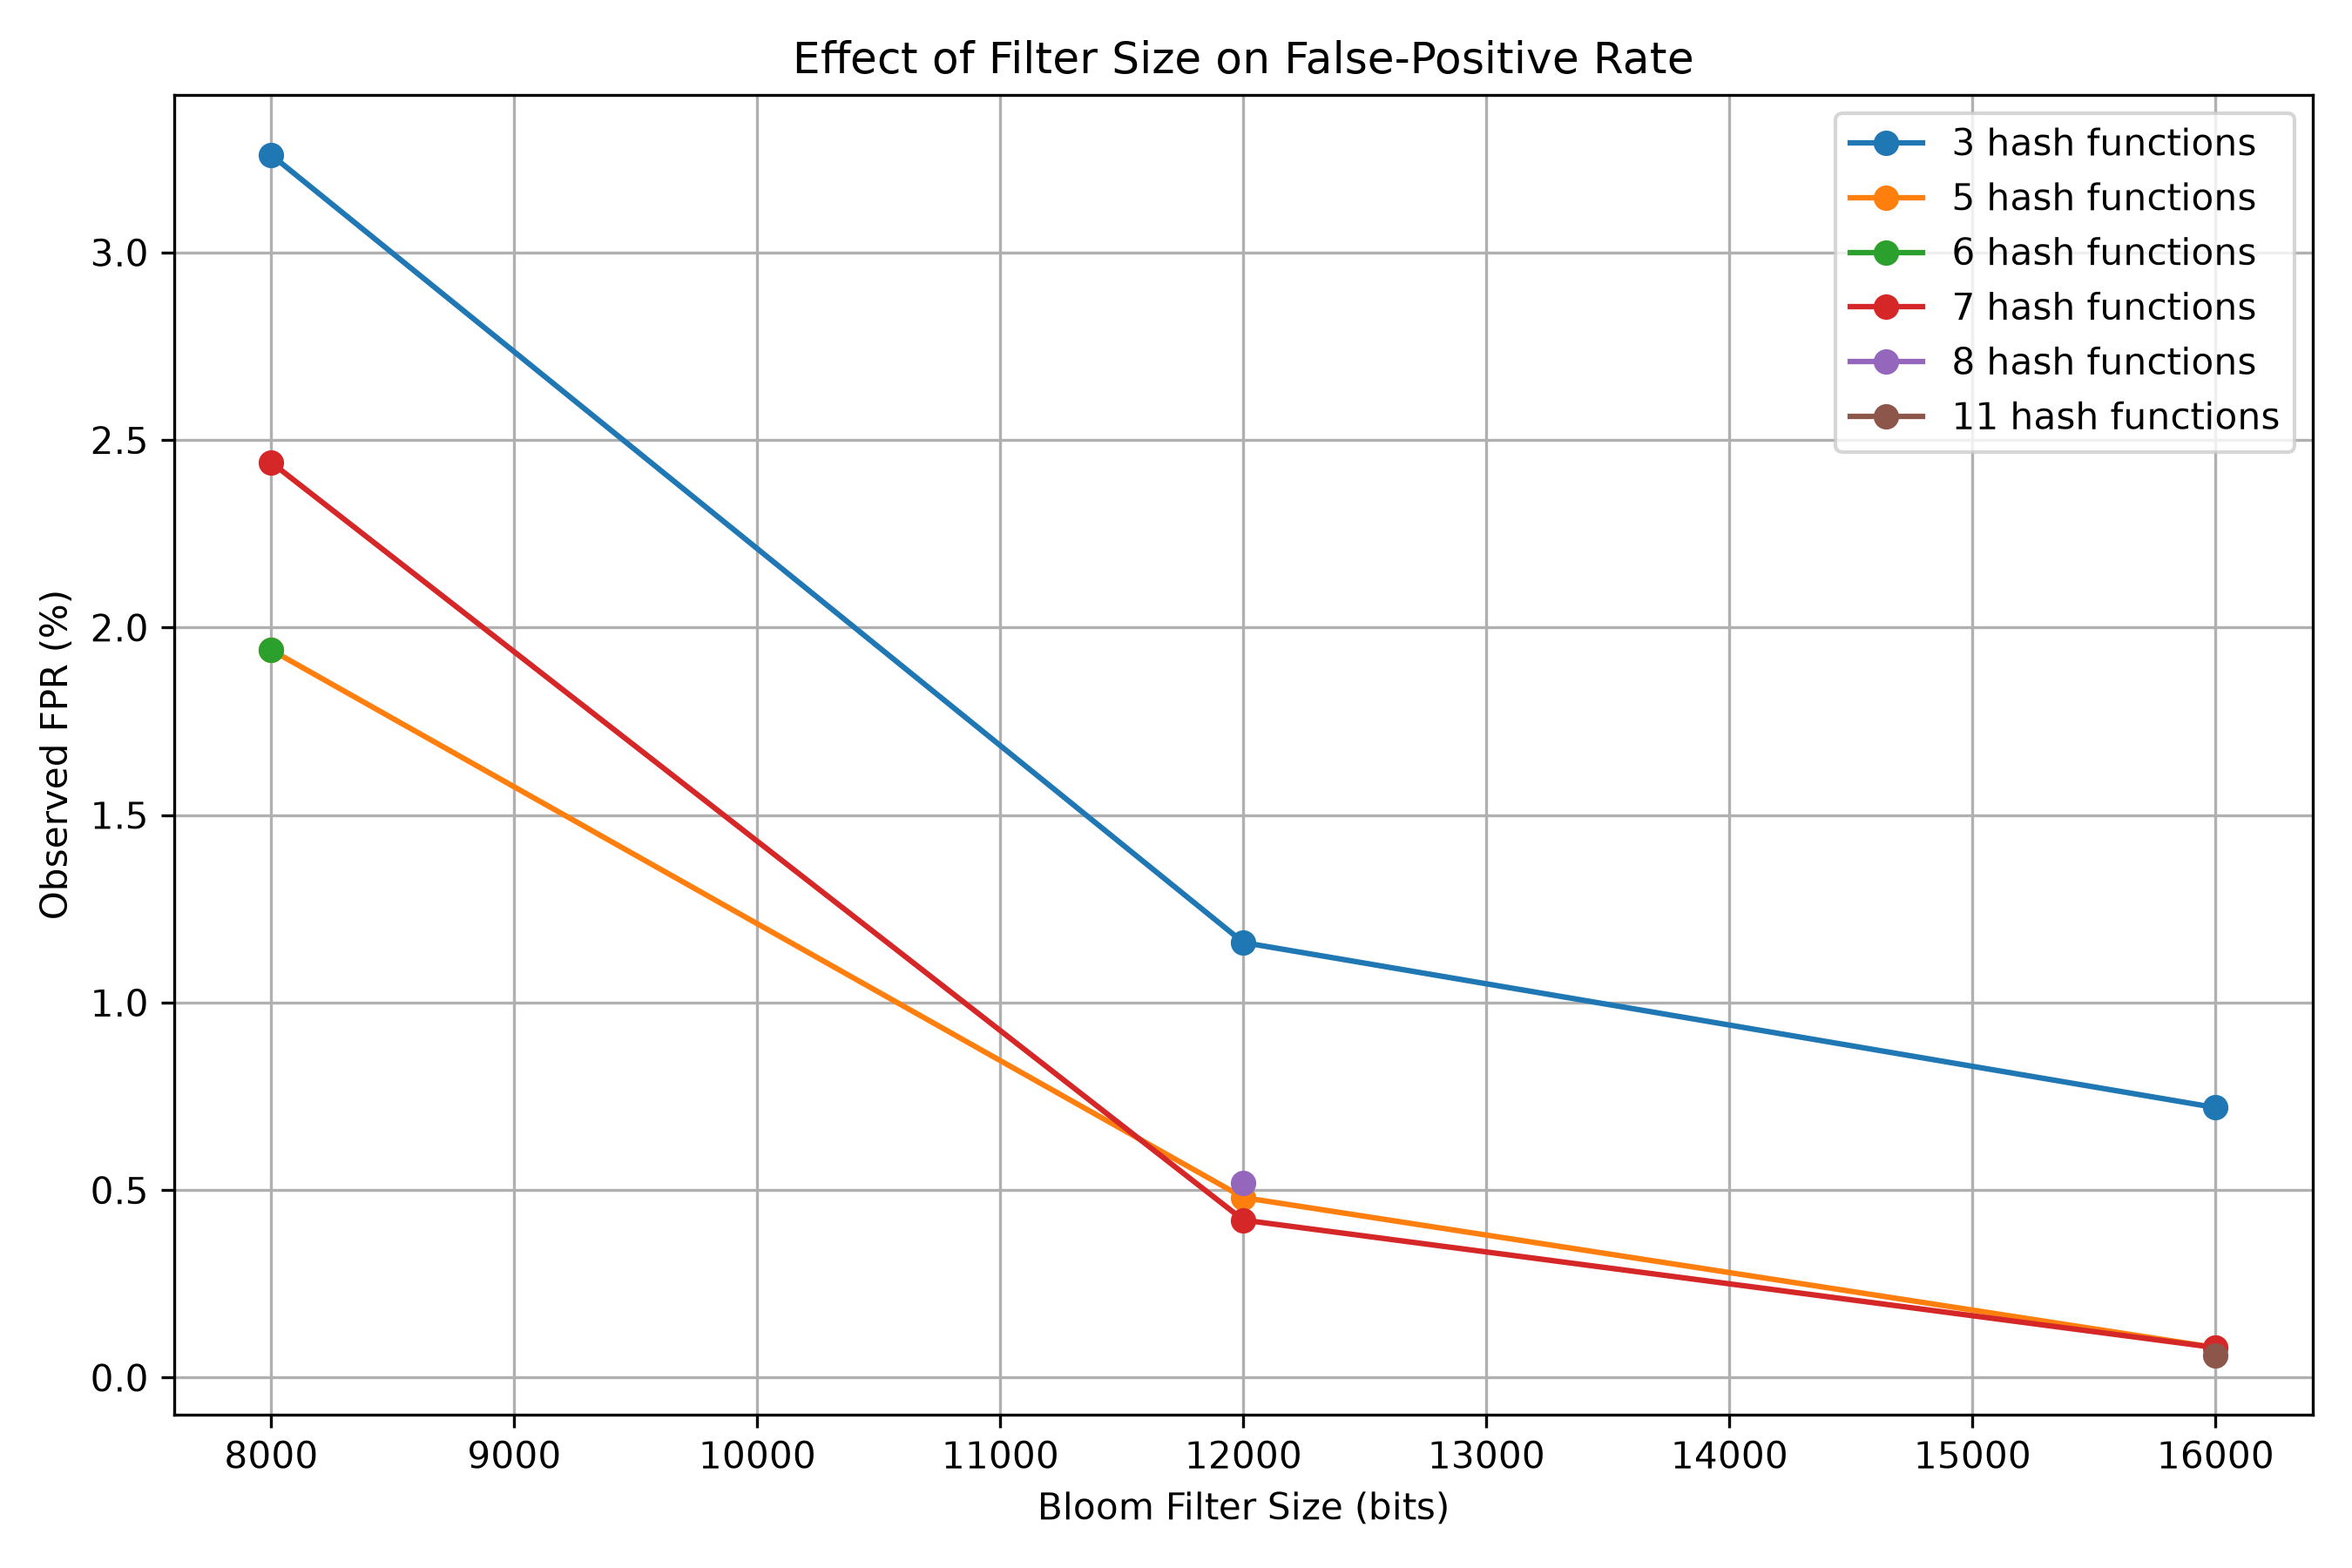 Effect of Filter Size on False-Positive Rate
3 hash functions
5 hash functions
6 hash functions
7 hash functions
8 hash functions
11 hash functions
Observed FPR (%)
3.0
2.5
2.0
1.5
1.0
0.5
0.0
8000 9000 10000 11000 12000 13000 14000 15000 16000
Bloom Filter Size (bits)